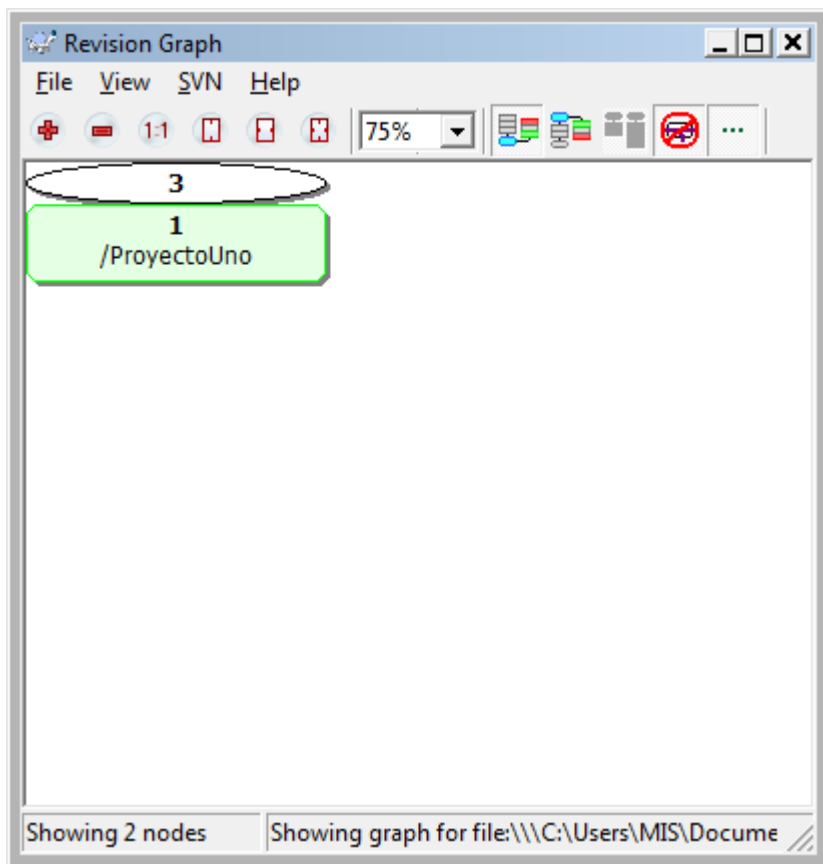 Revision Graph
File View SVN Help
1:1 75%
3
1
/ProyectoUno
Showing 2 nodes Showing graph for file:\\\C:\Users\MIS\Docume